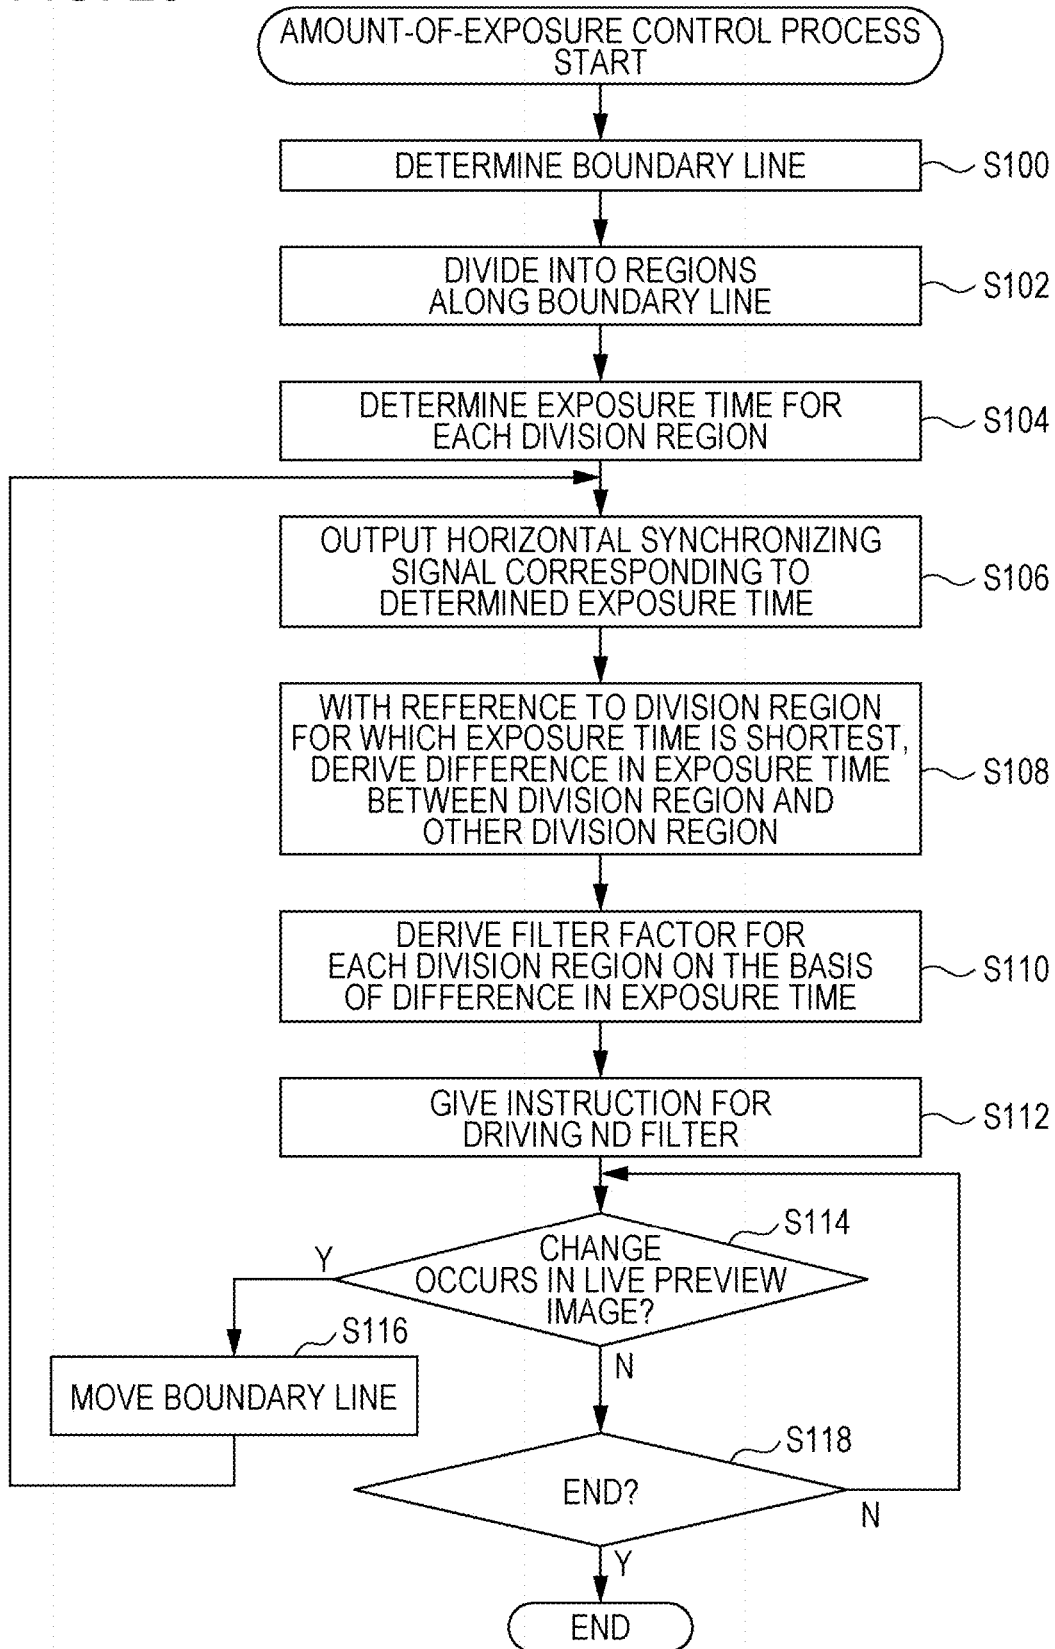 AMOUNT-OF-EXPOSURE CONTROL PROCESS
START
DETERMINE BOUNDARY LINE
S100
DIVIDE INTO REGIONS
ALONG BOUNDARY LINE
S102
DETERMINE EXPOSURE TIME FOR
EACH DIVISION REGION
S104
OUTPUT HORIZONTAL SYNCHRONIZING
SIGNAL CORRESPONDING TO
DETERMINED EXPOSURE TIME
S106
WITH REFERENCE TO DIVISION REGION
FOR WHICH EXPOSURE TIME IS SHORTEST,
DERIVE DIFFERENCE IN EXPOSURE TIME
BETWEEN DIVISION REGION AND
OTHER DIVISION REGION
S108
DERIVE FILTER FACTOR FOR
EACH DIVISION REGION ON THE BASIS
OF DIFFERENCE IN EXPOSURE TIME
S110
GIVE INSTRUCTION FOR
DRIVING ND FILTER
S112
S114
CHANGE
OCCURS IN LIVE PREVIEW
IMAGE?
Y
N
S116
MOVE BOUNDARY LINE
S118
END?
N
Y
END